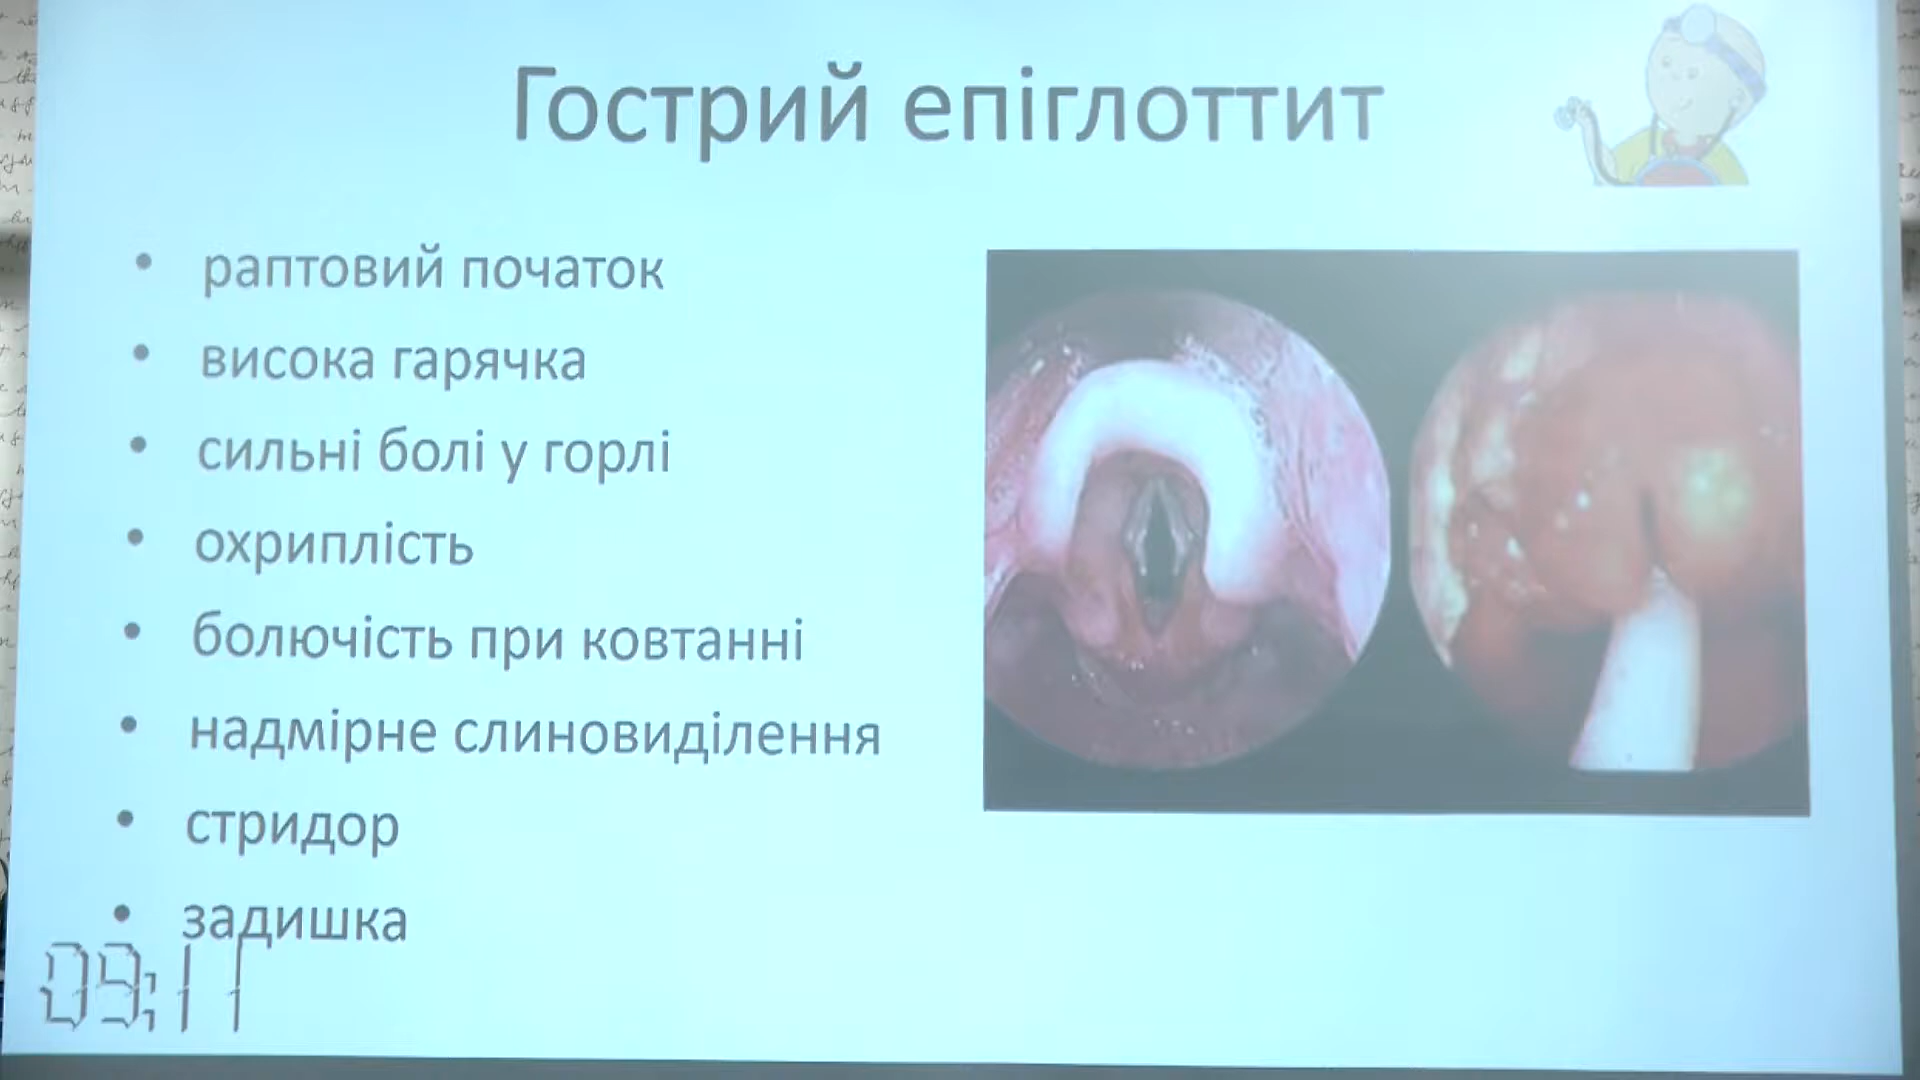 Гострий епіглоттит
• раптовий початок
• висока гарячка
• сильні болі у горлі
• охриплість
• болючість при ковтанні
• надмірне слиновиділення
• стридор
• задишка
09:11